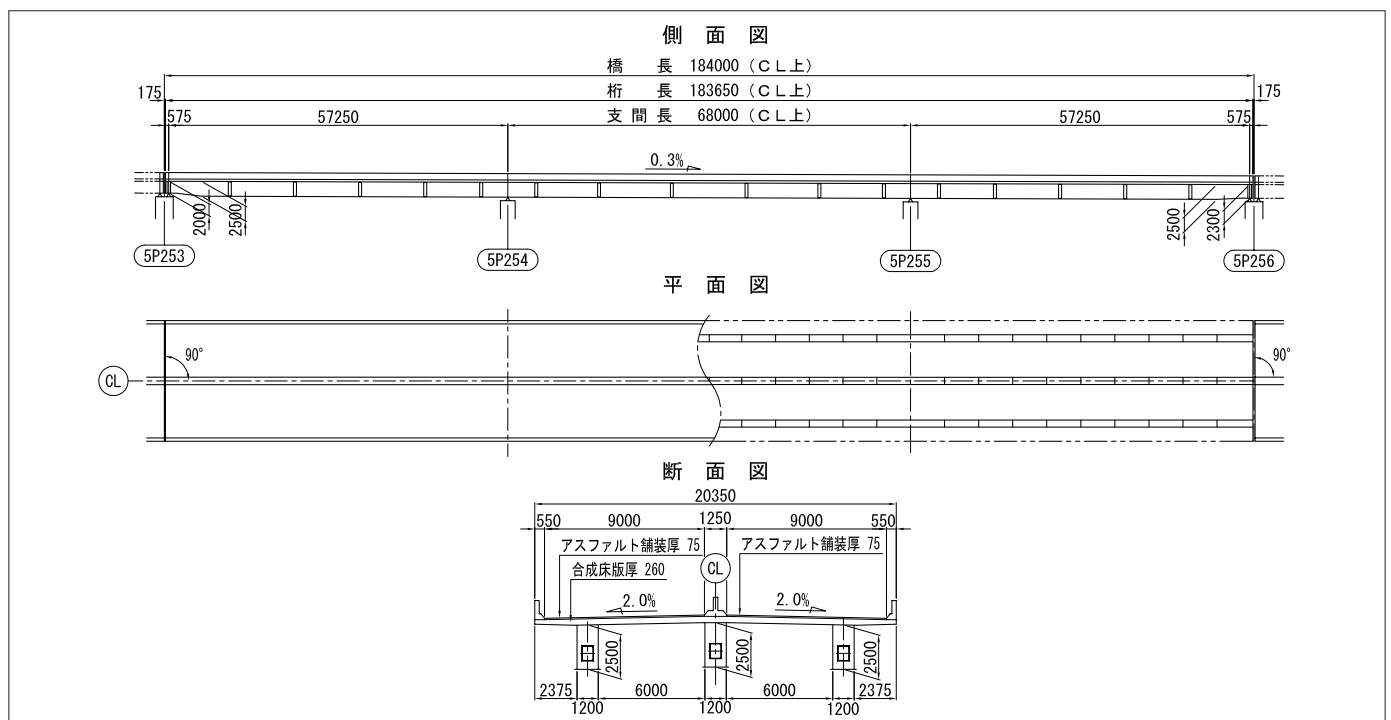 側 面 図
橋 長 184000 (CL上)
175 桁 長 183650 (CL上) 175
575 57250 支 間 長 68000 (CL上) 57250 575
0.3%
2000 2500 2500 2300
5P253 5P254 5P255 5P256
平 面 図
90° 90°
CL
断 面 図
20350
550 9000 1250 9000 550
アスファルト舗装厚 75 アスファルト舗装厚 75
合成床版厚 260 CL
2.0% 2.0%
2500 2500 2500
2375 6000 6000 2375
1200 1200 1200